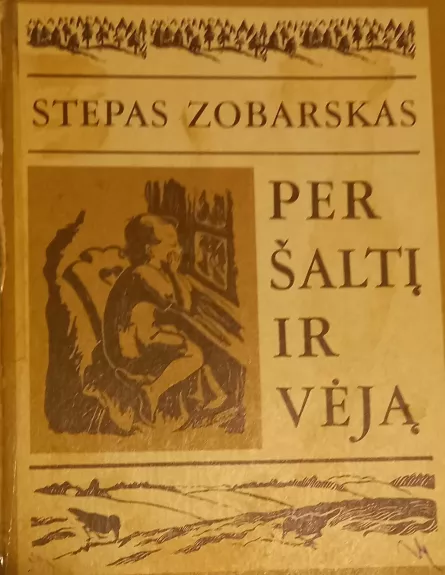 STEPAS ZOBARSKAS
PER
ŠALTĮ
IR
VĖJĄ